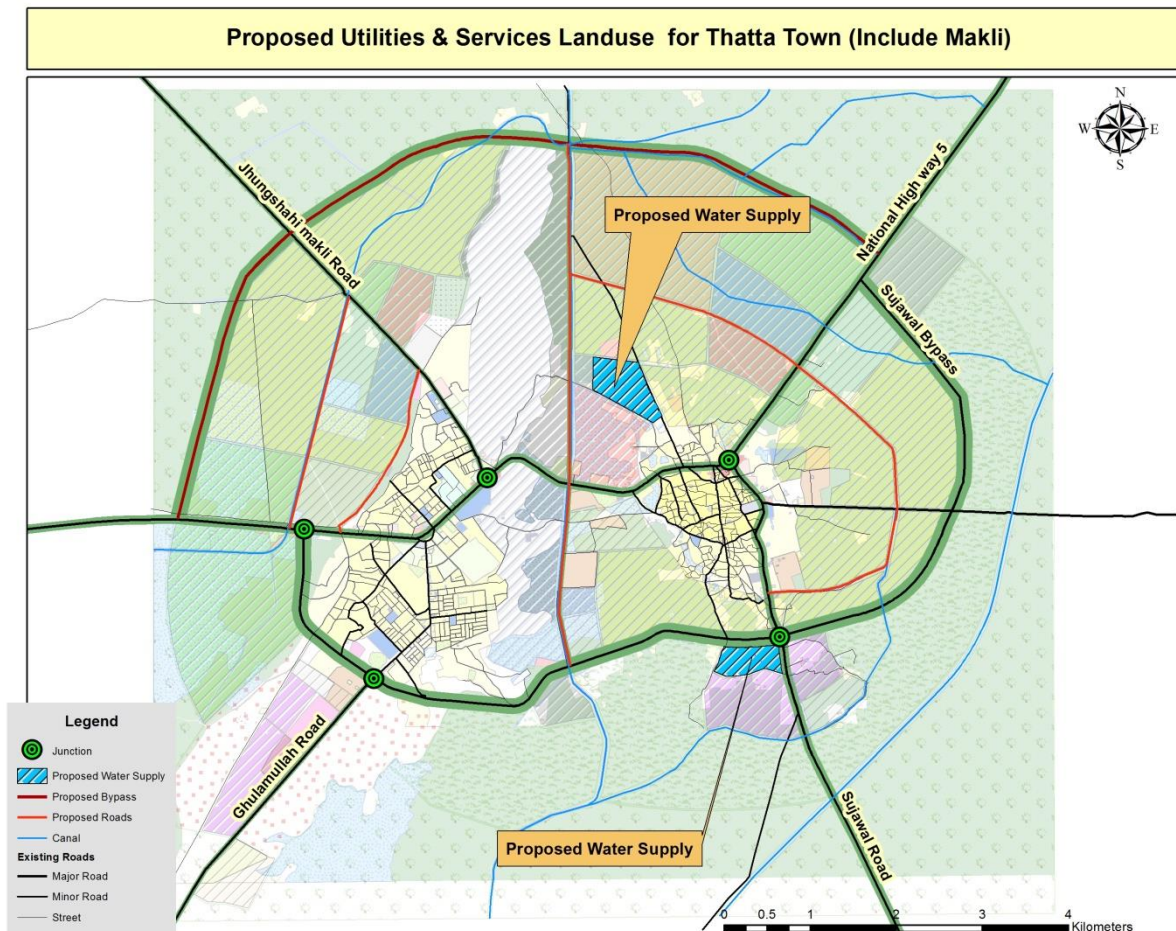 Proposed Utilities & Services Landuse for Thatta Town (Include Makli)
N
W
E
S
Jhungshahi makli Road
National High way 5
Proposed Water Supply
Sujawal Bypass
Ghulamullah Road
Sujawal Road
Proposed Water Supply
Legend
Junction
Proposed Water Supply
Proposed Bypass
Proposed Roads
Canal
Existing Roads
Major Road
Minor Road
Street
0 0.5 1 2 3 4
Kilometers